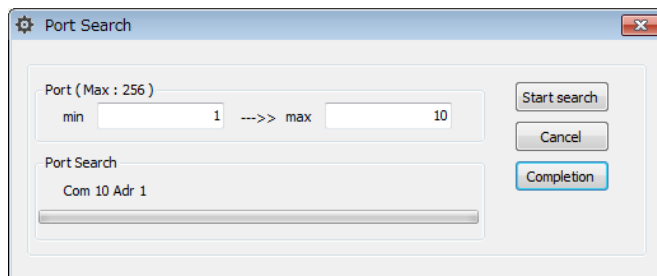 Port Search
Port ( Max : 256 )
min 1 --->> max 10
Start search
Cancel
Port Search
Completion
Com 10 Adr 1